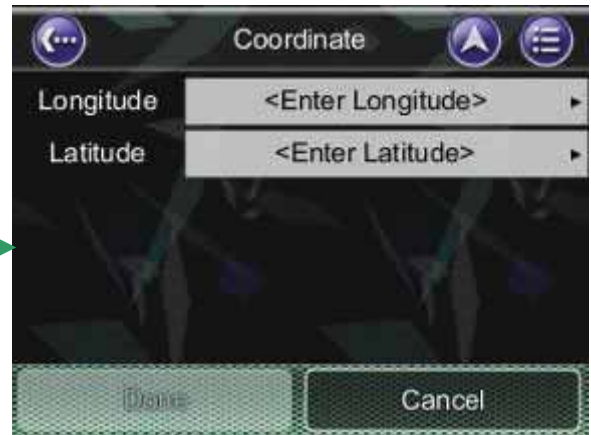 Coordinate
Longitude <Enter Longitude>
Latitude <Enter Latitude>
Done Cancel